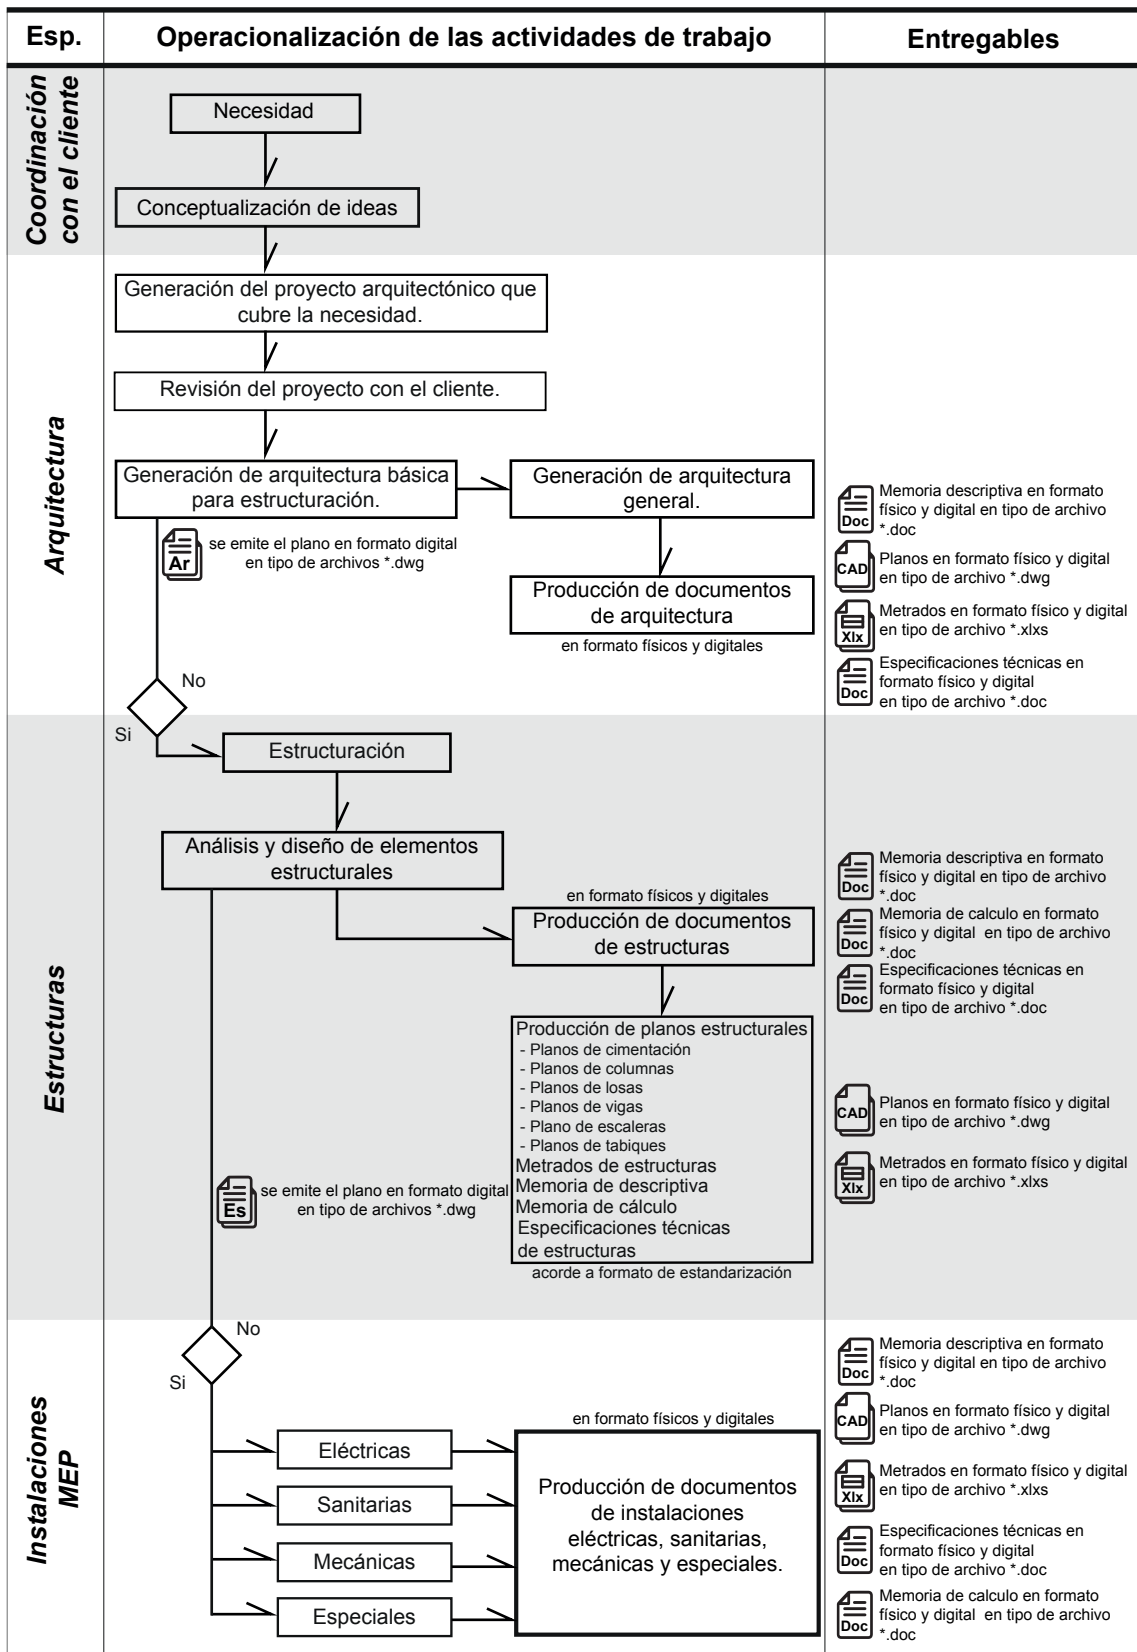 Esp.
Operacionalización de las actividades de trabajo
Entregables
Coordinación
con el cliente
Necesidad
Conceptualización de ideas
Arquitectura
Generación del proyecto arquitectónico que
cubre la necesidad.
Revisión del proyecto con el cliente.
Generación de arquitectura básica
para estructuración.
Generación de arquitectura
general.
Ar
se emite el plano en formato digital
en tipo de archivos *.dwg
Producción de documentos
de arquitectura
en formato físicos y digitales
No
Si
Doc
Memoria descriptiva en formato
físico y digital en tipo de archivo
*.doc
CAD
Planos en formato físico y digital
en tipo de archivo *.dwg
Xlx
Metrados en formato físico y digital
en tipo de archivo *.xlxs
Doc
Especificaciones técnicas en
formato físico y digital
en tipo de archivo *.doc
Estructuras
Estructuración
Análisis y diseño de elementos
estructurales
en formato físicos y digitales
Producción de documentos
de estructuras
Producción de planos estructurales
- Planos de cimentación
- Planos de columnas
- Planos de losas
- Planos de vigas
- Plano de escaleras
- Planos de tabiques
Metrados de estructuras
Memoria de descriptiva
Memoria de cálculo
Especificaciones técnicas
de estructuras
acorde a formato de estandarización
Es
se emite el plano en formato digital
en tipo de archivos *.dwg
No
Si
Doc
Memoria descriptiva en formato
físico y digital en tipo de archivo
*.doc
Doc
Memoria de calculo en formato
físico y digital en tipo de archivo
*.doc
Doc
Especificaciones técnicas en
formato físico y digital
en tipo de archivo *.doc
CAD
Planos en formato físico y digital
en tipo de archivo *.dwg
Xlx
Metrados en formato físico y digital
en tipo de archivo *.xlxs
Instalaciones
MEP
Eléctricas
Sanitarias
Mecánicas
Especiales
en formato físicos y digitales
Producción de documentos
de instalaciones
eléctricas, sanitarias,
mecánicas y especiales.
Doc
Memoria descriptiva en formato
físico y digital en tipo de archivo
*.doc
CAD
Planos en formato físico y digital
en tipo de archivo *.dwg
Xlx
Metrados en formato físico y digital
en tipo de archivo *.xlxs
Doc
Especificaciones técnicas en
formato físico y digital
en tipo de archivo *.doc
Doc
Memoria de calculo en formato
físico y digital en tipo de archivo
*.doc